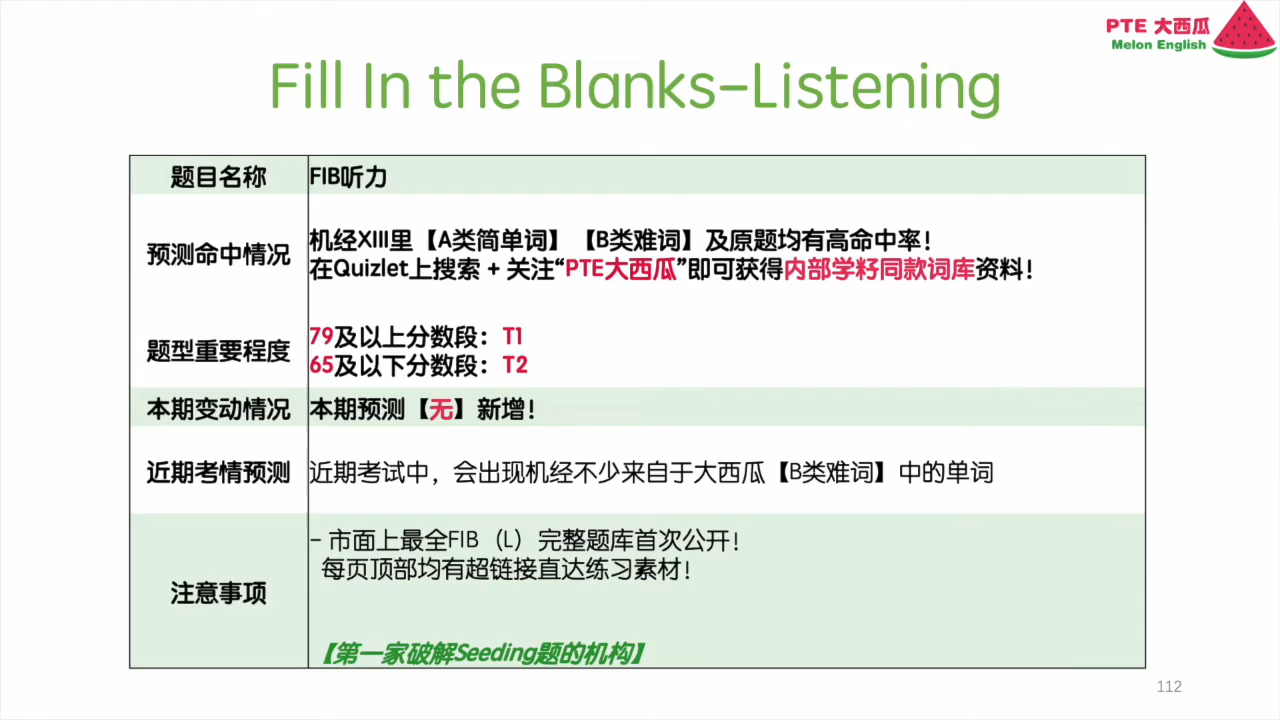 PTE 大西瓜
Melon English
Fill In the Blanks-Listening
题目名称
FIB听力
预测命中情况
机经XIII里【A类简单词】【B类难词】及原题均有高命中率！
在Quizlet上搜索 + 关注“PTE大西瓜”即可获得内部学籽同款词库资料！
题型重要程度
79及以上分数段：T1
65及以下分数段：T2
本期变动情况
本期预测【无】新增！
近期考情预测
近期考试中，会出现机经不少来自于大西瓜【B类难词】中的单词
注意事项
- 市面上最全FIB（L）完整题库首次公开！
每页顶部均有超链接直达练习素材！
【第一家破解Seeding题的机构】
112